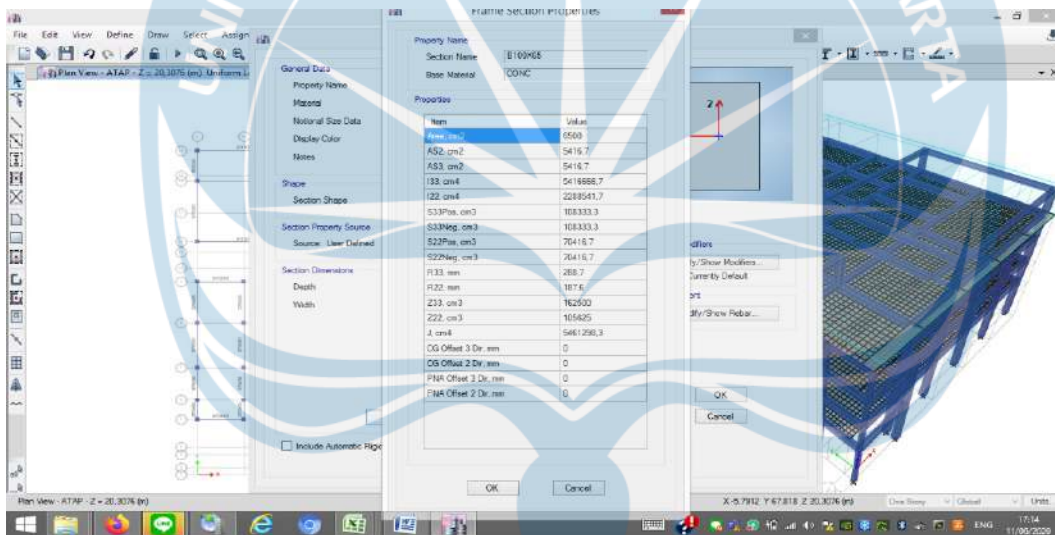 Frame Section Properties
File Edit View Define Draw Select Assign
Plan View - ATAP - Z = 20,3076 (m) Uniform L
General Data
Property Name
Material
Notional Size Data
Display Color
Notes
Shape
Section Shape
Section Property Source
Source: User Defined
Section Dimensions
Depth
Width
Include Automatic Rigid
Property Name
Section Name B100X65
Base Material CONC
Properties
Item Value
Area, cm2 6500
AS2, cm2 5416,7
AS3, cm2 5416,7
I33, cm4 5416666,7
I22, cm4 2288541,7
S33Pos, cm3 108333,3
S33Neg, cm3 108333,3
S22Pos, cm3 70416,7
S22Neg, cm3 70416,7
R33, mm 288,7
R22, mm 187,6
Z33, cm3 162500
Z22, cm3 105625
J, cm4 5461298,3
CG Offset 3 Dir, mm 0
CG Offset 2 Dir, mm 0
PNA Offset 3 Dir, mm 0
PNA Offset 2 Dir, mm 0
OK Cancel
2
difiers
fy/Show Modifiers...
Currently Default
dify/Show Rebar...
OK
Cancel
Plan View - ATAP - Z = 20,3076 (m)
X -5.7912 Y 67.818 Z 20.3076 (m)
One Story
Global
Units...
ENG
17:14
11/06/2020